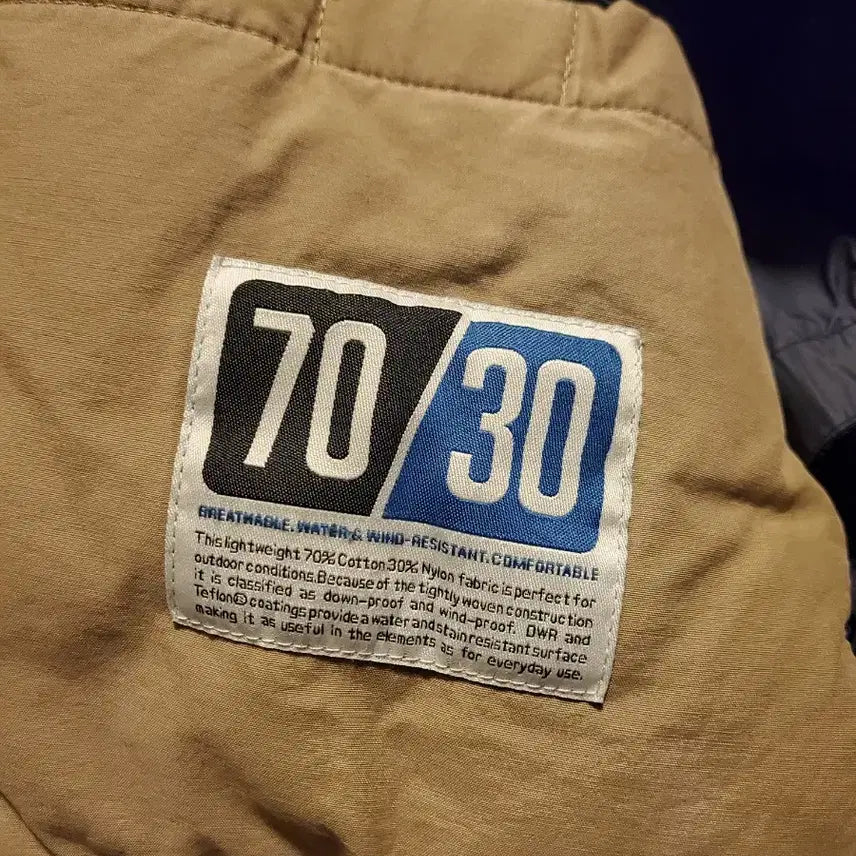 70 30
BREATHABLE. WATER & WIND-RESISTANT. COMFORTABLE
This lightweight 70% Cotton 30% Nylon fabric is perfect for
outdoor conditions. Because of the tightly woven construction
it is classified as down-proof and wind-proof. DWR and
Teflon® coatings provide a water and stain resistant surface
making it as useful in the elements as for everyday use.